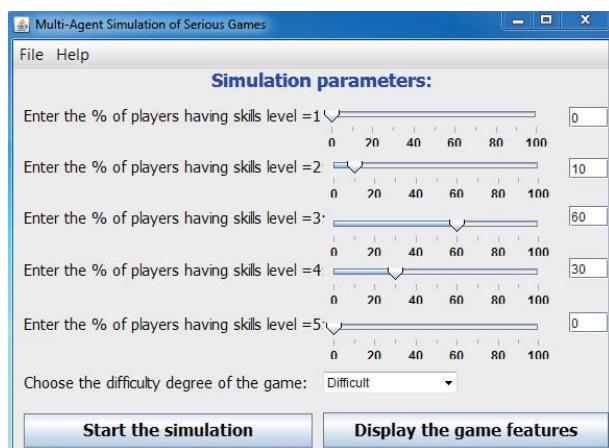 Multi-Agent Simulation of Serious Games
File Help
Simulation parameters:
Enter the % of players having skills level =1 0
0 20 40 60 80 100
Enter the % of players having skills level =2: 10
0 20 40 60 80 100
Enter the % of players having skills level =3: 60
0 20 40 60 80 100
Enter the % of players having skills level =4: 30
0 20 40 60 80 100
Enter the % of players having skills level =5: 0
0 20 40 60 80 100
Choose the difficulty degree of the game: Difficult
Start the simulation Display the game features